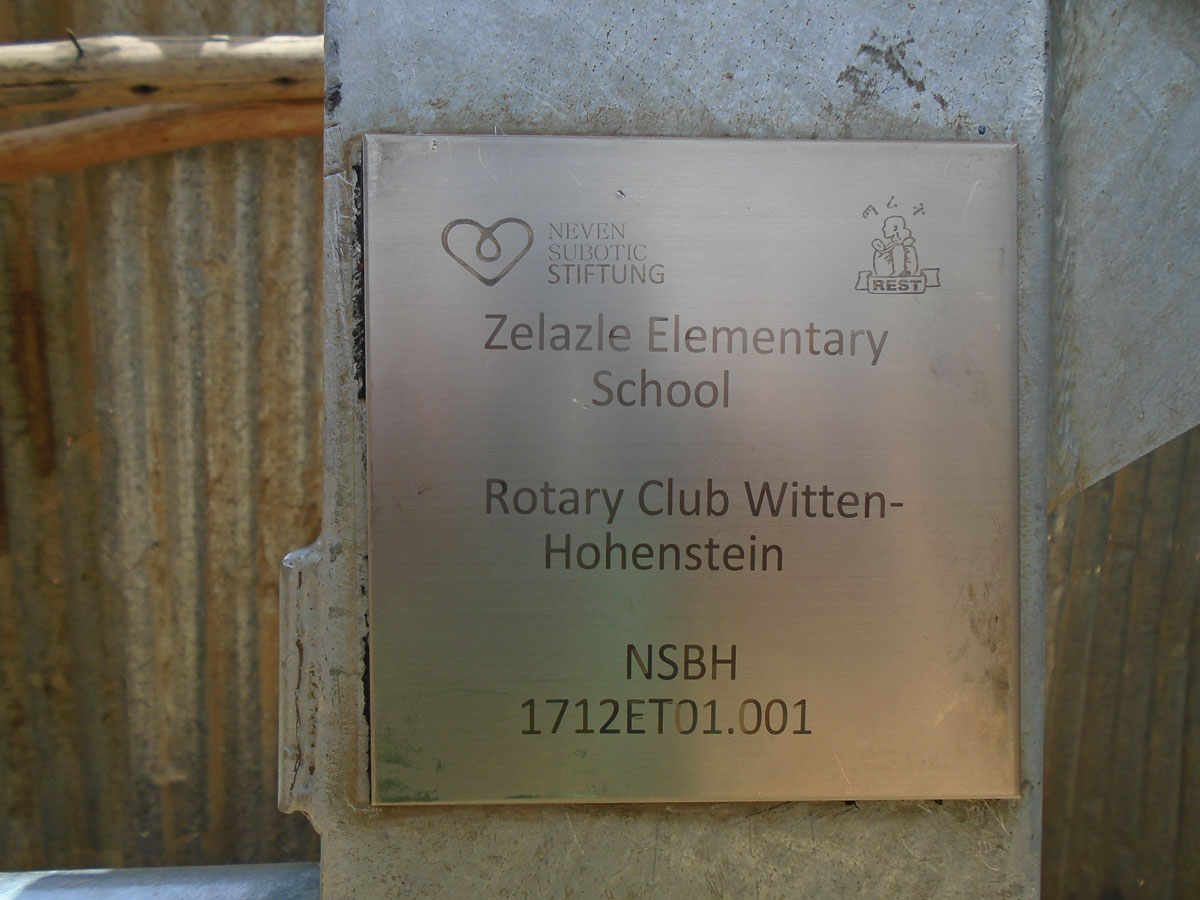 NEVEN
SUBOTIC
STIFTUNG
ማ ረ ት
REST
Zelazle Elementary
School
Rotary Club Witten-
Hohenstein
NSBH
1712ET01.001